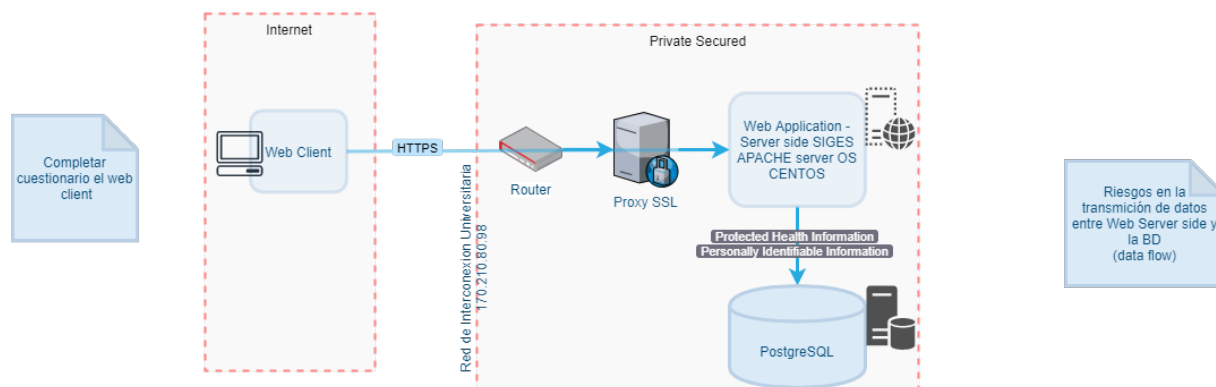 Internet
Private Secured
Completar
cuestionario el web
client
Web Client
HTTPS
Red de Interconexion Universitaria
170.210.80.98
Router
Proxy SSL
Web Application -
Server side SIGES
APACHE server OS
CENTOS
Protected Health Information
Personally Identifiable Information
PostgreSQL
Riesgos en la
transmición de datos
entre Web Server side y
la BD
(data flow)